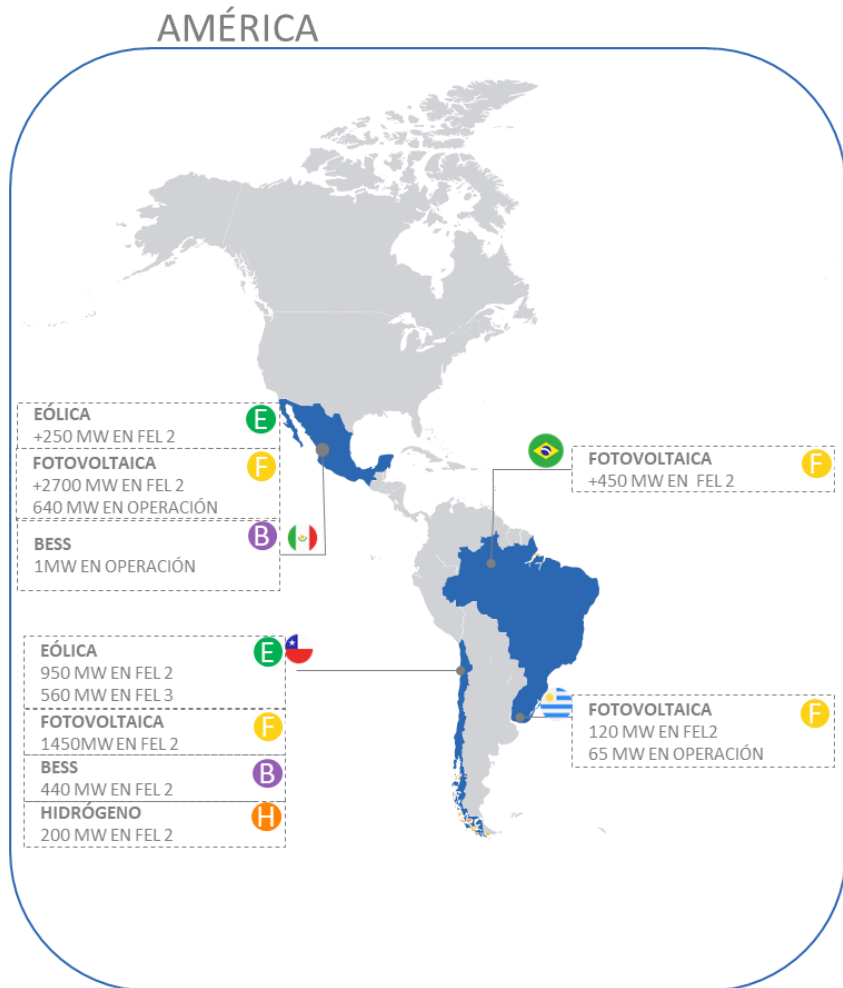 AMÉRICA
EÓLICA
E
+250 MW EN FEL 2
FOTOVOLTAICA
F
+2700 MW EN FEL 2
640 MW EN OPERACIÓN
B
BESS
1MW EN OPERACIÓN
FOTOVOLTAICA
F
+450 MW EN FEL 2
EÓLICA
E
950 MW EN FEL 2
560 MW EN FEL 3
FOTOVOLTAICA
F
1450MW EN FEL 2
BESS
B
440 MW EN FEL 2
HIDRÓGENO
H
200 MW EN FEL 2
FOTOVOLTAICA
F
120 MW EN FEL2
65 MW EN OPERACIÓN